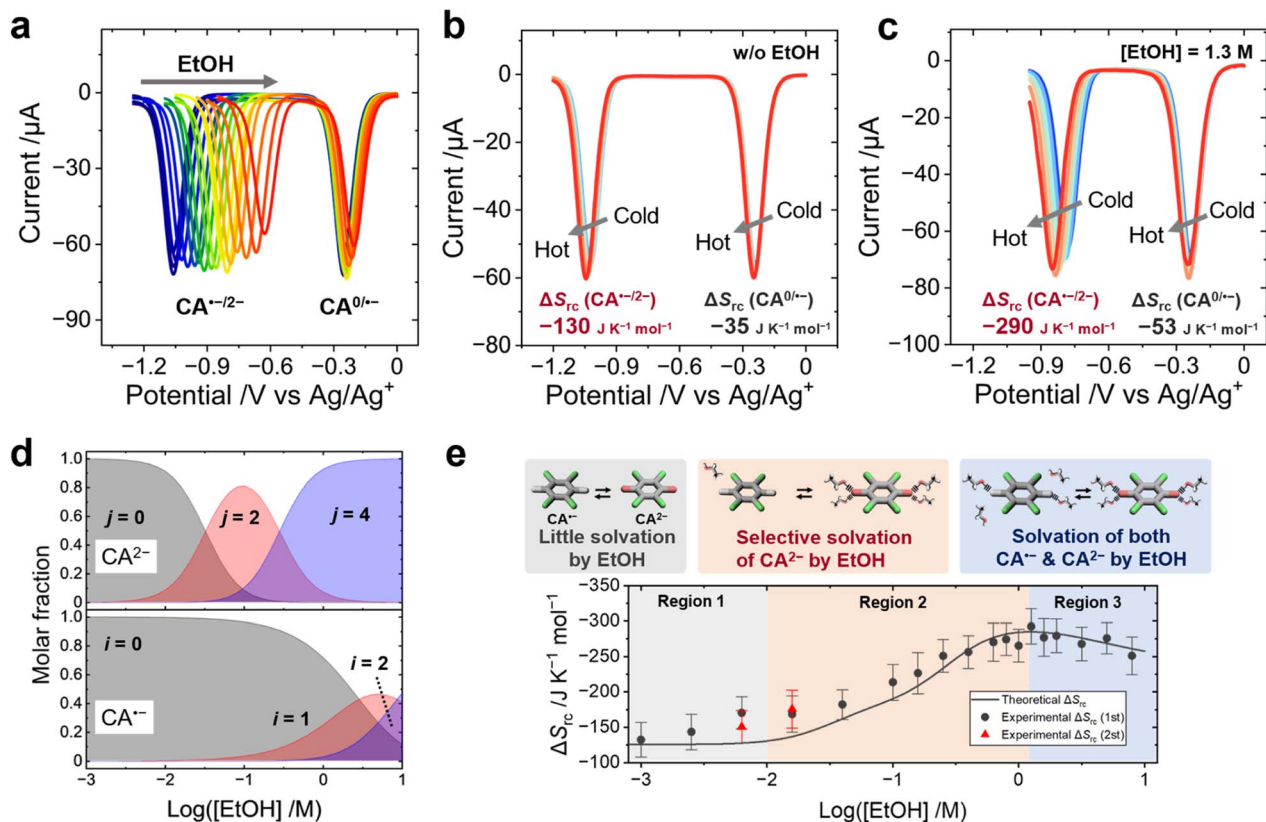 a
EtOH
0
−30
−60
−90
Current /µA
CA•−/2−
CA0/•−
−1.2 −0.9 −0.6 −0.3 0
Potential /V vs Ag/Ag+
b
w/o EtOH
0
−20
−40
−60
−80
Current /µA
Cold
Hot
Cold
Hot
ΔSrc (CA•−/2−)
−130 J K−1 mol−1
ΔSrc (CA0/•−)
−35 J K−1 mol−1
−1.2 −0.9 −0.6 −0.3 0
Potential /V vs Ag/Ag+
c
[EtOH] = 1.3 M
0
−20
−40
−60
−80
−100
Current /µA
Cold
Hot
Cold
Hot
ΔSrc (CA•−/2−)
−290 J K−1 mol−1
ΔSrc (CA0/•−)
−53 J K−1 mol−1
−1.2 −0.9 −0.6 −0.3 0
Potential /V vs Ag/Ag+
d
1.0
0.8
0.6
0.4
0.2
0
j = 0
j = 2
j = 4
CA2−
1.0
0.8
0.6
0.4
0.2
0
i = 0
i = 1
i = 2
CA•−
Molar fraction
−3 −2 −1 0 1
Log([EtOH] /M)
e
CA•− CA2−
Little solvation
by EtOH
Selective solvation
of CA2− by EtOH
Solvation of both
CA•− & CA2− by EtOH
−350
−300
−250
−200
−150
−100
ΔSrc / J K−1 mol−1
Region 1
Region 2
Region 3
Theoretical ΔSrc
Experimental ΔSrc (1st)
Experimental ΔSrc (2st)
−3 −2 −1 0 1
Log([EtOH] /M)